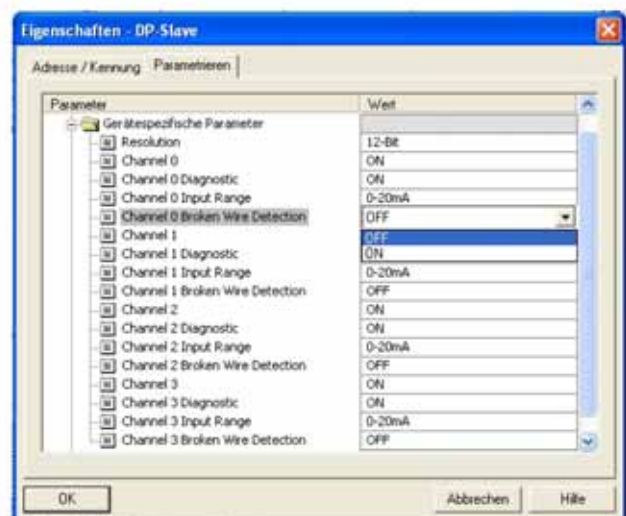 Eigenschaften - DP-Slave
Adresse / Kennung Parametrieren
Parameter Wert
Gerätespezifische Parameter
Resolution 12-Bit
Channel 0 ON
Channel 0 Diagnostic ON
Channel 0 Input Range 0-20mA
Channel 0 Broken Wire Detection OFF
Channel 1 OFF
Channel 1 Diagnostic ON
Channel 1 Input Range 0-20mA
Channel 1 Broken Wire Detection OFF
Channel 2 ON
Channel 2 Diagnostic ON
Channel 2 Input Range 0-20mA
Channel 2 Broken Wire Detection OFF
Channel 3 ON
Channel 3 Diagnostic ON
Channel 3 Input Range 0-20mA
Channel 3 Broken Wire Detection OFF
OK Abbrechen Hilfe